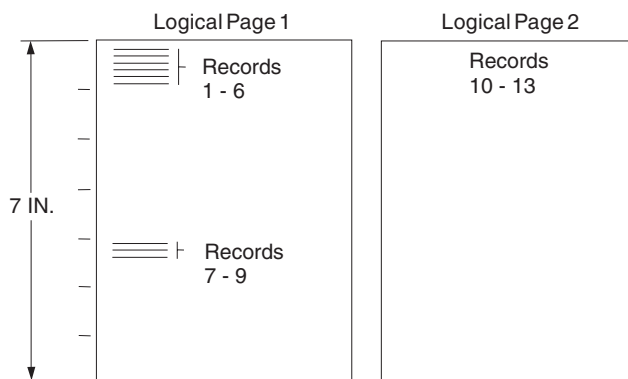 Logical Page 1
Logical Page 2
Records
1 - 6
Records
10 - 13
7 IN.
Records
7 - 9